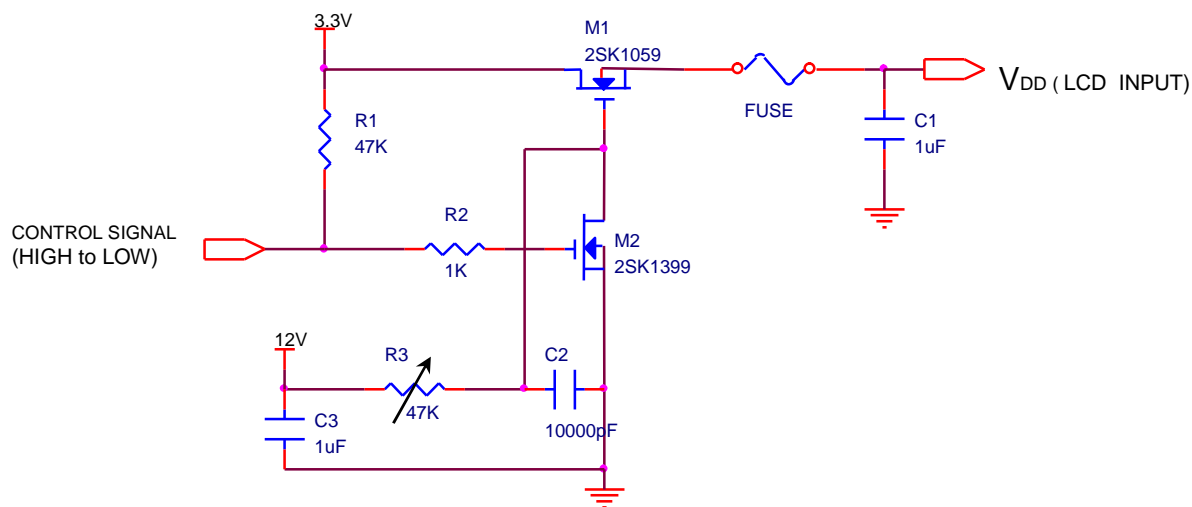 3.3V
M1
2SK1059
FUSE
VDD ( LCD INPUT)
R1
47K
C1
1uF
CONTROL SIGNAL
(HIGH to LOW)
R2
1K
M2
2SK1399
12V
R3
47K
C2
10000pF
C3
1uF